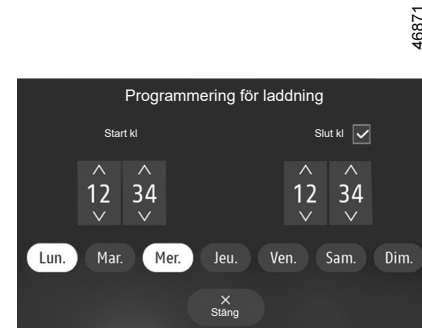 46871
Programmering för laddning
Start kl Slut kl
12 34 12 34
Lun. Mar. Mer. Jeu. Ven. Sam. Dim.
Stäng